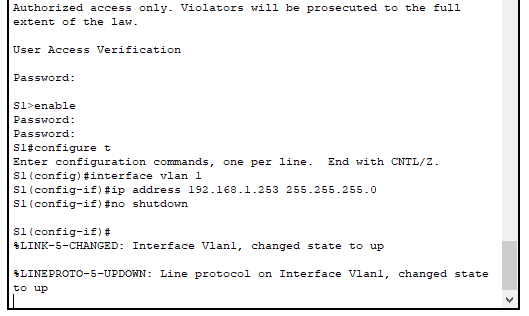 Authorized access only. Violators will be prosecuted to the full
extent of the law.
User Access Verification
Password:
S1>enable
Password:
Password:
S1#configure t
Enter configuration commands, one per line.  End with CNTL/Z.
S1(config)#interface vlan 1
S1(config-if)#ip address 192.168.1.253 255.255.255.0
S1(config-if)#no shutdown
S1(config-if)#
%LINK-5-CHANGED: Interface Vlan1, changed state to up
%LINEPROTO-5-UPDOWN: Line protocol on Interface Vlan1, changed state
to up